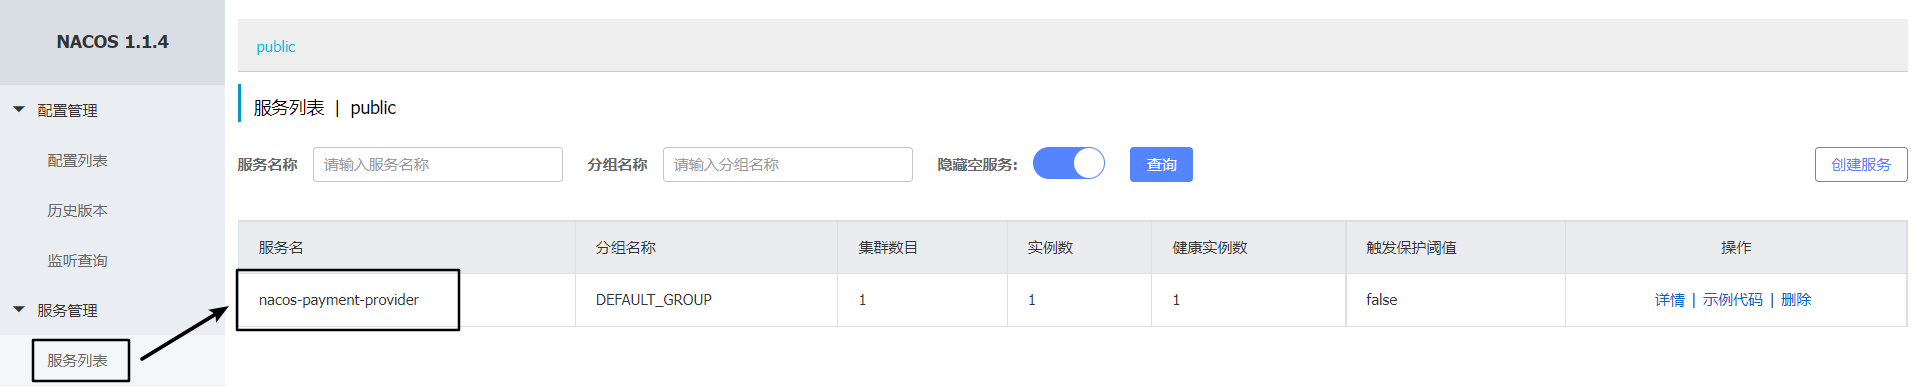 NACOS 1.1.4
配置管理
配置列表
历史版本
监听查询
服务管理
服务列表
public
服务列表 | public
服务名称 请输入服务名称 分组名称 请输入分组名称 隐藏空服务: 查询 创建服务
服务名 分组名称 集群数目 实例数 健康实例数 触发保护阈值 操作
nacos-payment-provider DEFAULT_GROUP 1 1 1 false 详情 | 示例代码 | 删除